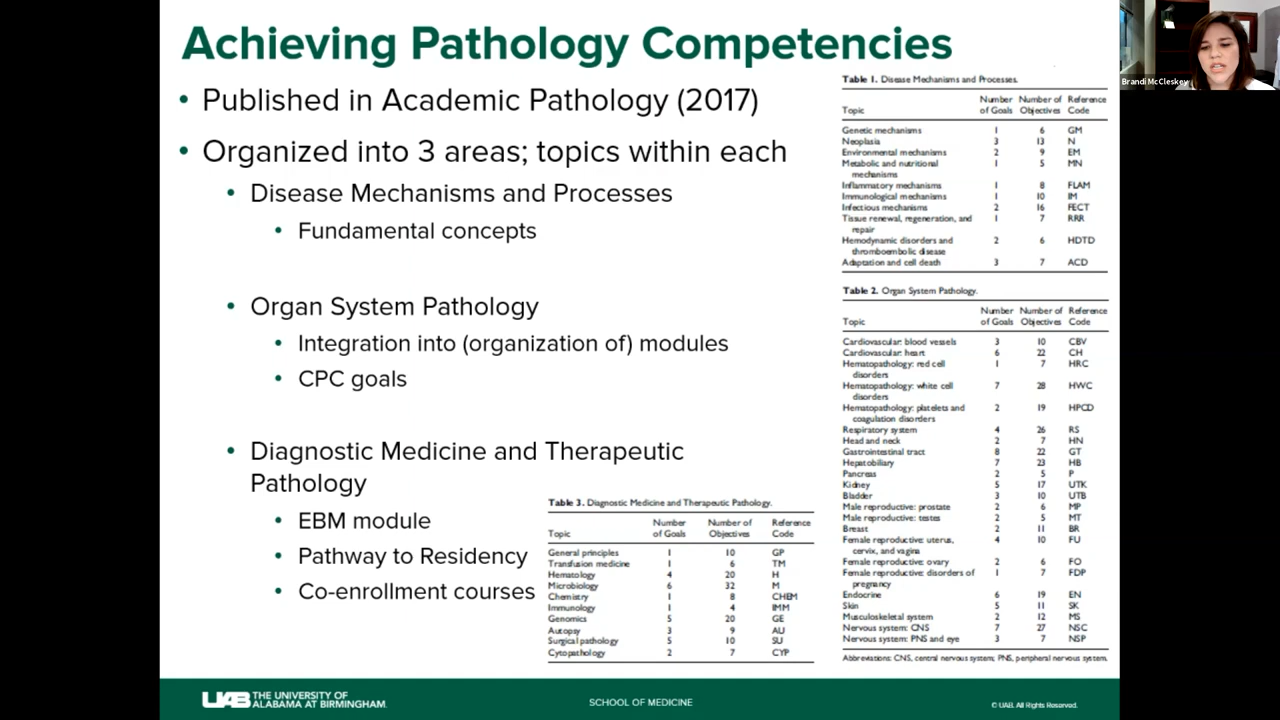 Achieving Pathology Competencies
• Published in Academic Pathology (2017)
• Organized into 3 areas; topics within each
• Disease Mechanisms and Processes
• Fundamental concepts
• Organ System Pathology
• Integration into (organization of) modules
• CPC goals
• Diagnostic Medicine and Therapeutic
Pathology
• EBM module
• Pathway to Residency
• Co-enrollment courses
Table 1. Disease Mechanisms and Processes.
Topic Number of Goals Number of Objectives Reference Code
Genetic mechanisms 1 6 GM
Neoplasia 3 13 N
Environmental mechanisms 2 9 EM
Metabolic and nutritional 1 5 MN
mechanisms
Inflammatory mechanisms 1 8 FLAM
Immunological mechanisms 1 10 IM
Infectious mechanisms 2 16 FECT
Tissue renewal, regeneration, and 1 7 RRR
repair
Hemodynamic disorders and 2 6 HDTD
thromboembolic disease
Adaptation and cell death 3 7 ACD
Table 2. Organ System Pathology.
Topic Number of Goals Number of Objectives Reference Code
Cardiovascular: blood vessels 3 10 CBV
Cardiovascular: heart 6 22 CH
Hematopathology: red cell 1 7 HRC
disorders
Hematopathology: white cell 7 28 HWC
disorders
Hematopathology: platelets and 2 19 HPCD
coagulation disorders
Respiratory system 4 26 RS
Head and neck 2 7 HN
Gastrointestinal tract 8 22 GT
Hepatobiliary 7 23 HB
Pancreas 2 5 P
Kidney 5 17 UTK
Bladder 3 10 UTB
Male reproductive: prostate 2 6 MP
Male reproductive: testes 2 5 MT
Breast 2 11 BR
Female reproductive: uterus, 4 10 FU
cervix, and vagina
Female reproductive: ovary 2 6 FO
Female reproductive: disorders of 1 7 FDP
pregnancy
Endocrine 6 19 EN
Skin 5 11 SK
Musculoskeletal system 2 12 MS
Nervous system: CNS 7 27 NSC
Nervous system: PNS and eye 3 7 NSP
Abbreviations: CNS, central nervous system; PNS, peripheral nervous system.
Table 3. Diagnostic Medicine and Therapeutic Pathology.
Topic Number of Goals Number of Objectives Reference Code
General principles 1 10 GP
Transfusion medicine 1 6 TM
Hematology 4 20 H
Microbiology 6 32 M
Chemistry 1 8 CHEM
Immunology 1 4 IMM
Genomics 5 20 GE
Autopsy 3 9 AU
Surgical pathology 5 10 SU
Cytopathology 2 7 CYP
UAB THE UNIVERSITY OF
ALABAMA AT BIRMINGHAM.
SCHOOL OF MEDICINE
© UAB. All Rights Reserved.
Brandi McCleskey